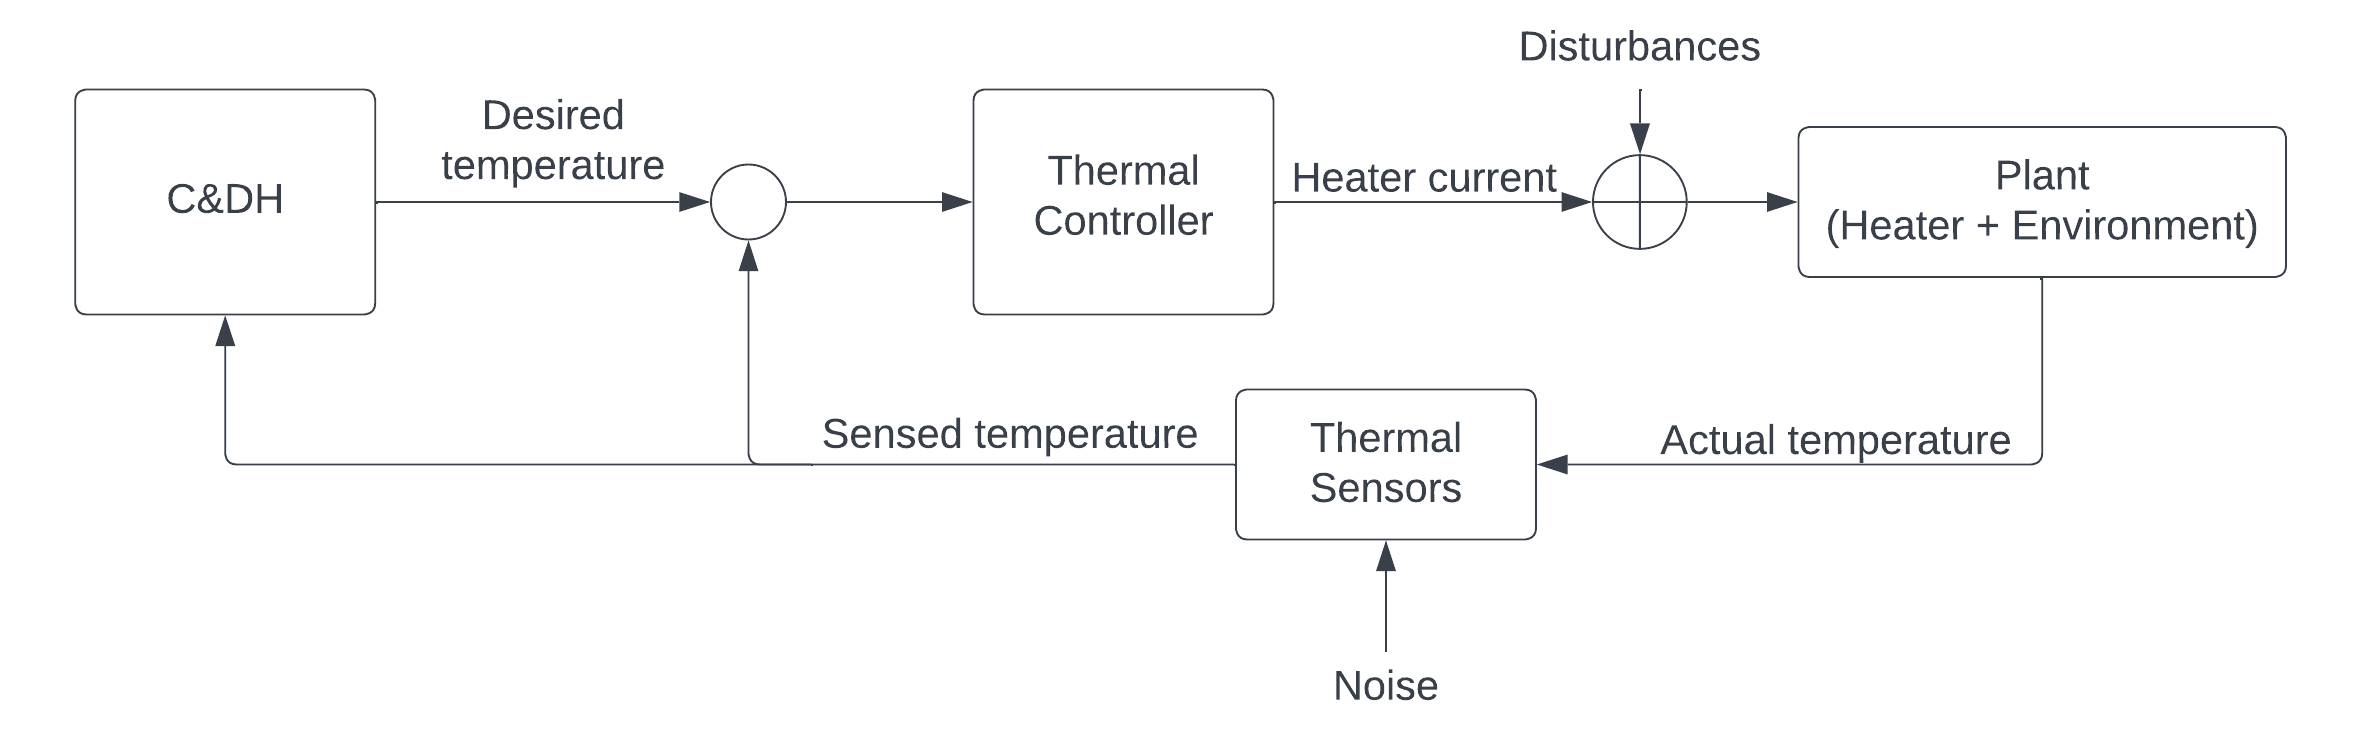 Disturbances
C&DH
Desired
temperature
Thermal
Controller
Heater current
Plant
(Heater + Environment)
Sensed temperature
Thermal
Sensors
Actual temperature
Noise